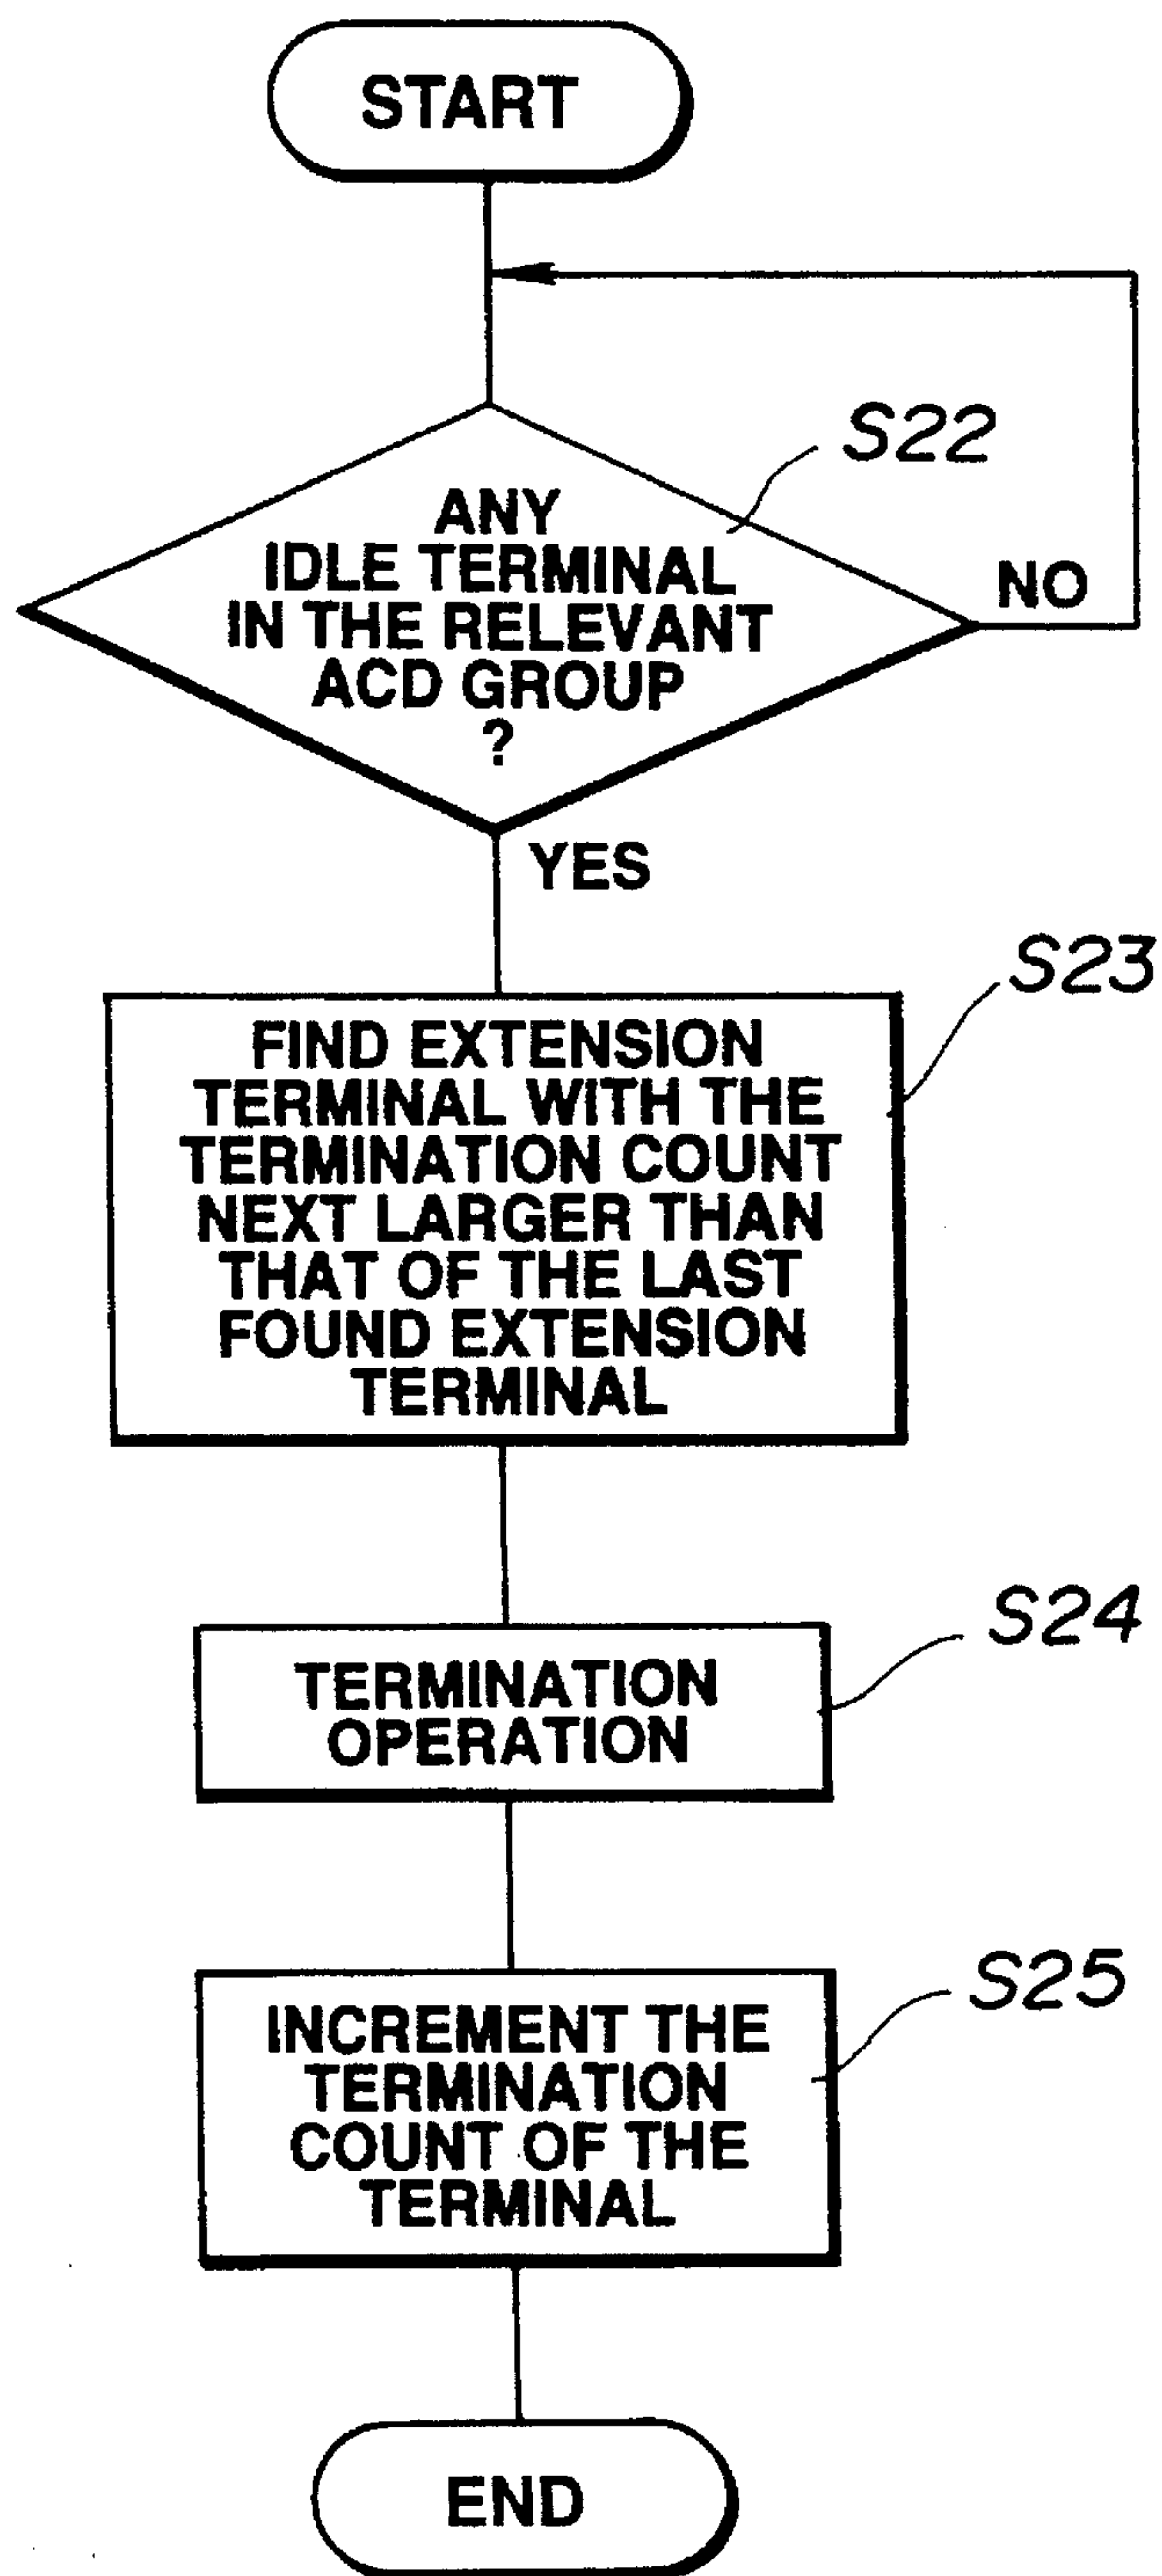 START
S22
ANY
IDLE TERMINAL
IN THE RELEVANT
ACD GROUP
?
NO
YES
S23
FIND EXTENSION
TERMINAL WITH THE
TERMINATION COUNT
NEXT LARGER THAN
THAT OF THE LAST
FOUND EXTENSION
TERMINAL
S24
TERMINATION
OPERATION
S25
INCREMENT THE
TERMINATION
COUNT OF THE
TERMINAL
END